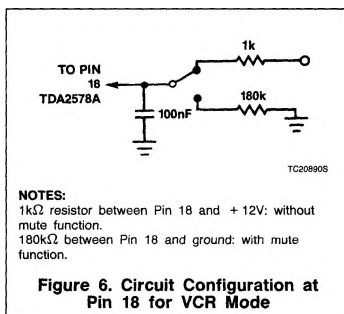 1k
TO PIN
18
TDA2578A
100nF
180k
TC20890S
NOTES:
1kΩ resistor between Pin 18 and + 12V: without
mute function.
180kΩ between Pin 18 and ground: with mute
function.
Figure 6. Circuit Configuration at
Pin 18 for VCR Mode